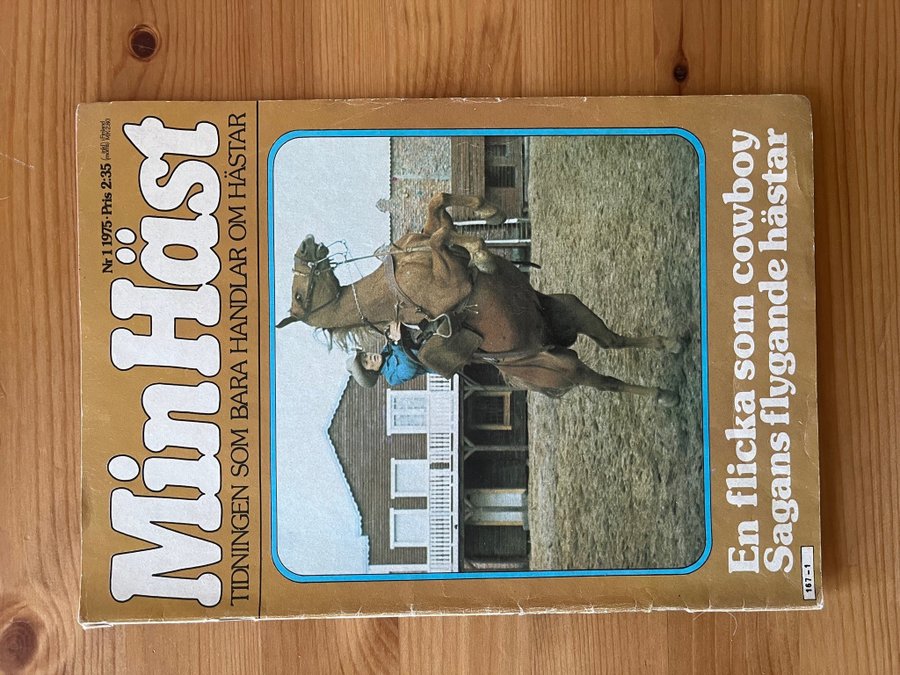 Nr 1 1975 · Pris 2:35
Min Häst
TIDNINGEN SOM BARA HANDLAR OM HÄSTAR
En flicka som cowboy
Sagans flygande hästar
167–1